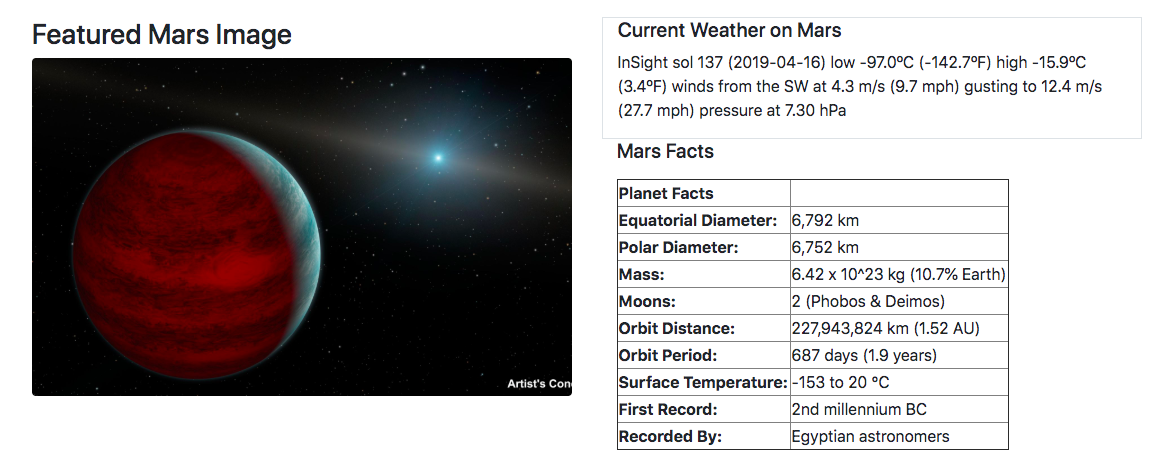 Featured Mars Image
Artist's Con
Current Weather on Mars
InSight sol 137 (2019-04-16) low -97.0ºC (-142.7ºF) high -15.9ºC
(3.4ºF) winds from the SW at 4.3 m/s (9.7 mph) gusting to 12.4 m/s
(27.7 mph) pressure at 7.30 hPa
Mars Facts
Planet Facts
Equatorial Diameter: 6,792 km
Polar Diameter: 6,752 km
Mass: 6.42 x 10^23 kg (10.7% Earth)
Moons: 2 (Phobos & Deimos)
Orbit Distance: 227,943,824 km (1.52 AU)
Orbit Period: 687 days (1.9 years)
Surface Temperature: -153 to 20 ºC
First Record: 2nd millennium BC
Recorded By: Egyptian astronomers